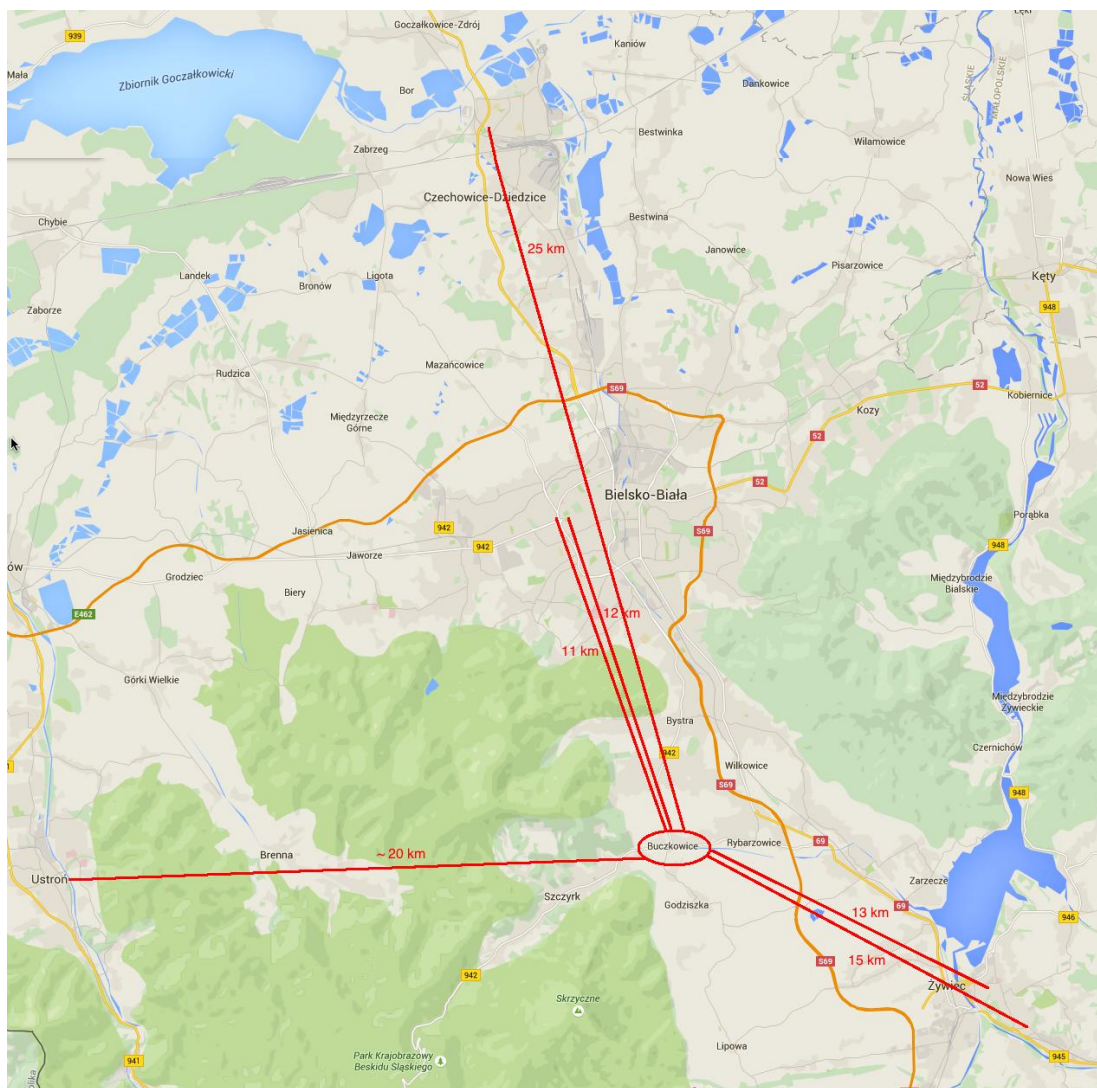 Goczałkowice-Zdrój
939
Kaniów
Mała
Zbiornik Goczałkowicki
Bor
Dankowice
ŚLĄSKIE
MAŁOPOLSKIE
Bestwinka
Zabrzeg
Wilamowice
Nowa Wieś
Czechowice-Dziedzice
Chybie
Bestwina
25 km
Janowice
Pisarzowice
Landek
Ligota
Bronów
Kęty
Zaborze
948
Mazańcowice
Rudzica
S69
52
Kobiernice
Międzyrzecze
Górne
Kozy
52
52
Bielsko-Biała
Porąbka
Jasienica
942
S69
942
948
Jaworze
ów
Grodziec
Międzybrodzie
Bialskie
Biery
E462
12 km
11 km
Górki Wielkie
Międzybrodzie
Żywieckie
Bystra
942
Czernichów
Wilkowice
S69
948
69
Buczkowice
Rybarzowice
Brenna
~ 20 km
Ustroń
Zarzecze
Szczyrk
Godziszka
69
13 km
946
S69
15 km
942
Żywiec
Skrzyczne
Lipowa
Park Krajobrazowy
Beskidu Śląskiego
941
945